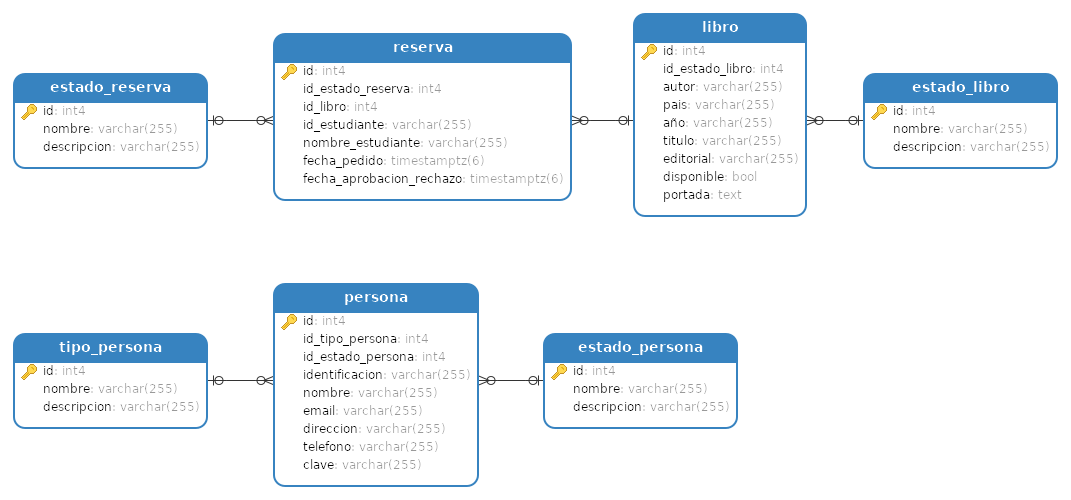 estado_reserva
id: int4
nombre: varchar(255)
descripcion: varchar(255)
reserva
id: int4
id_estado_reserva: int4
id_libro: int4
id_estudiante: varchar(255)
nombre_estudiante: varchar(255)
fecha_pedido: timestamptz(6)
fecha_aprobacion_rechazo: timestamptz(6)
libro
id: int4
id_estado_libro: int4
autor: varchar(255)
pais: varchar(255)
año: varchar(255)
titulo: varchar(255)
editorial: varchar(255)
disponible: bool
portada: text
estado_libro
id: int4
nombre: varchar(255)
descripcion: varchar(255)
tipo_persona
id: int4
nombre: varchar(255)
descripcion: varchar(255)
persona
id: int4
id_tipo_persona: int4
id_estado_persona: int4
identificacion: varchar(255)
nombre: varchar(255)
email: varchar(255)
direccion: varchar(255)
telefono: varchar(255)
clave: varchar(255)
estado_persona
id: int4
nombre: varchar(255)
descripcion: varchar(255)